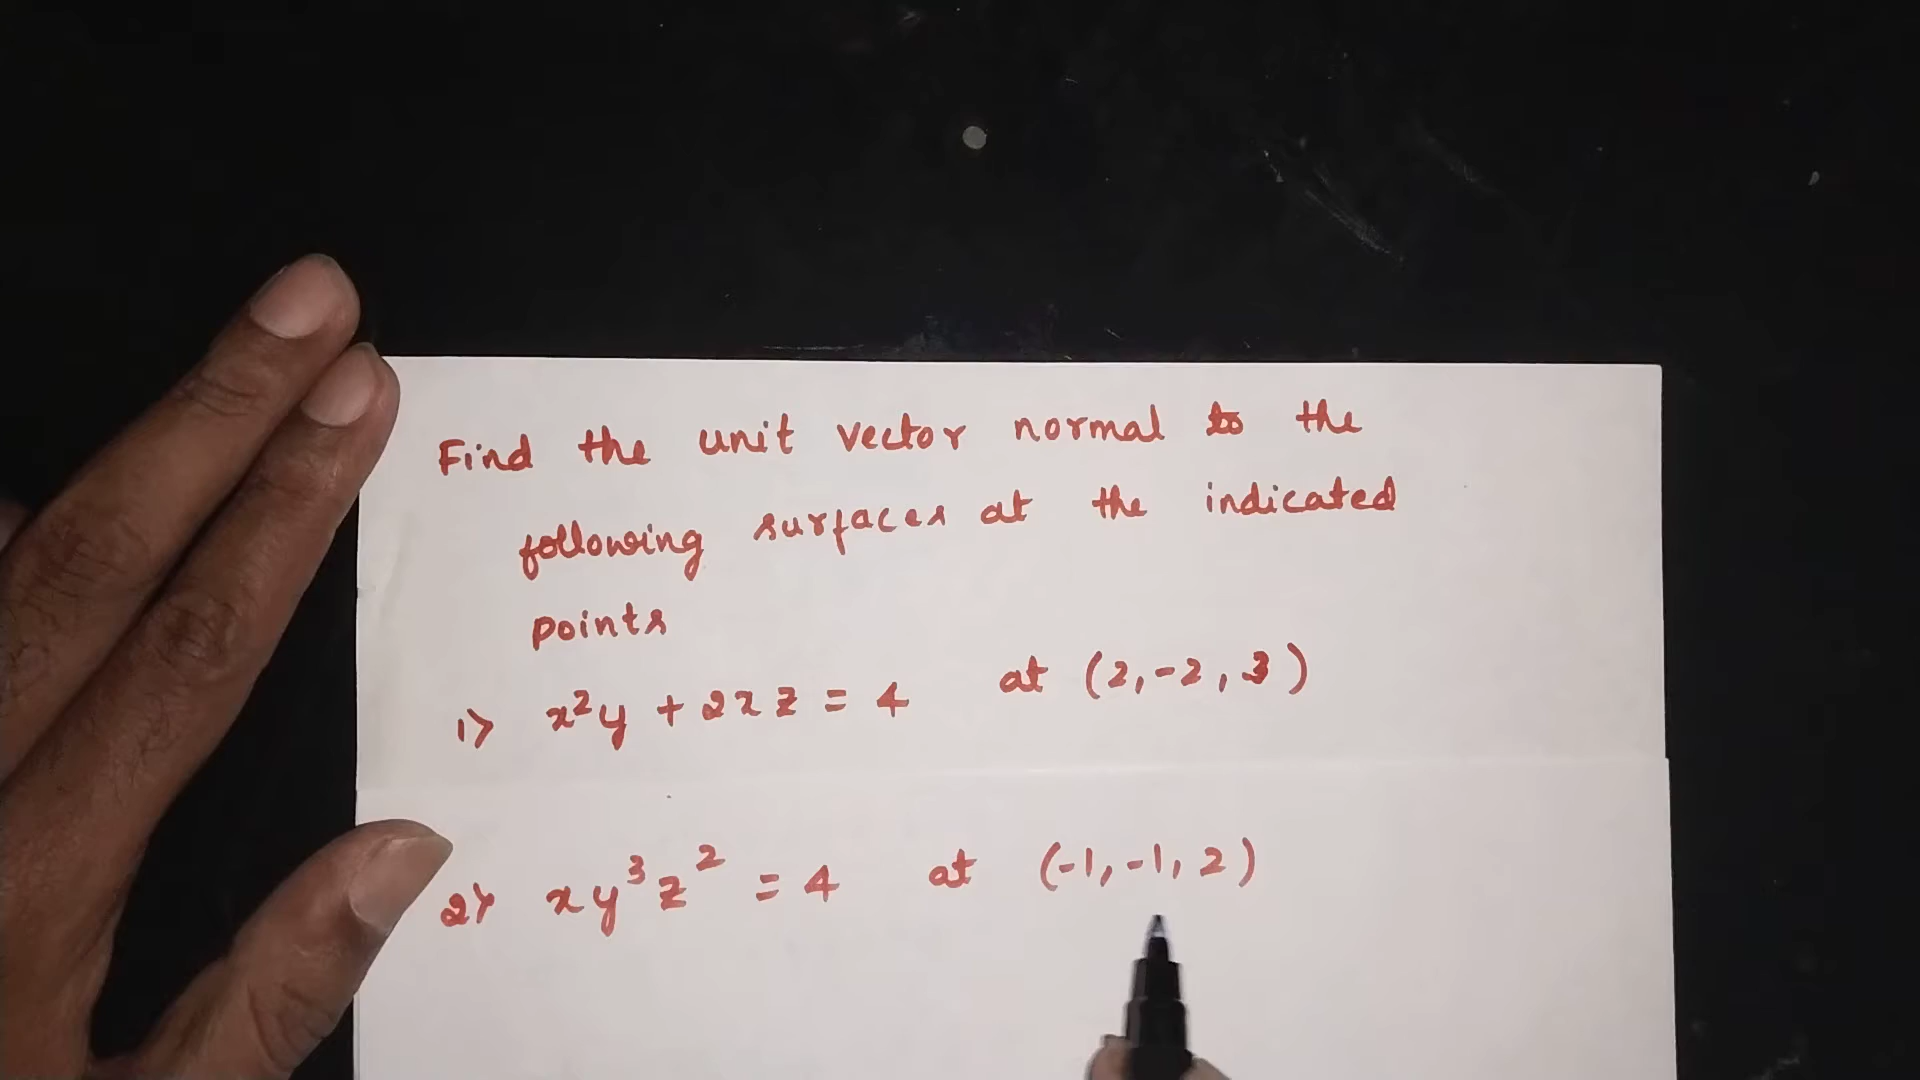 Find the unit vector normal to the
following surfaces at the indicated
points
1) x²y + 2xz = 4 at (2,-2,3)
2) xy³z² = 4 at (-1,-1,2)